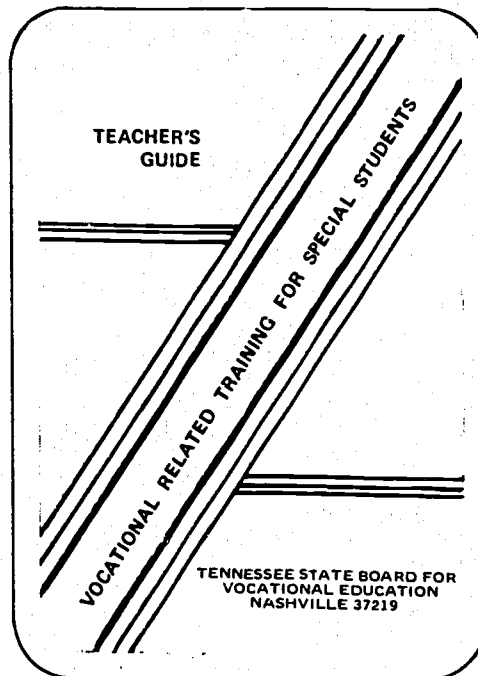 TEACHER'S
GUIDE
VOCATIONAL RELATED TRAINING FOR SPECIAL STUDENTS
TENNESSEE STATE BOARD FOR
VOCATIONAL EDUCATION
NASHVILLE 37219